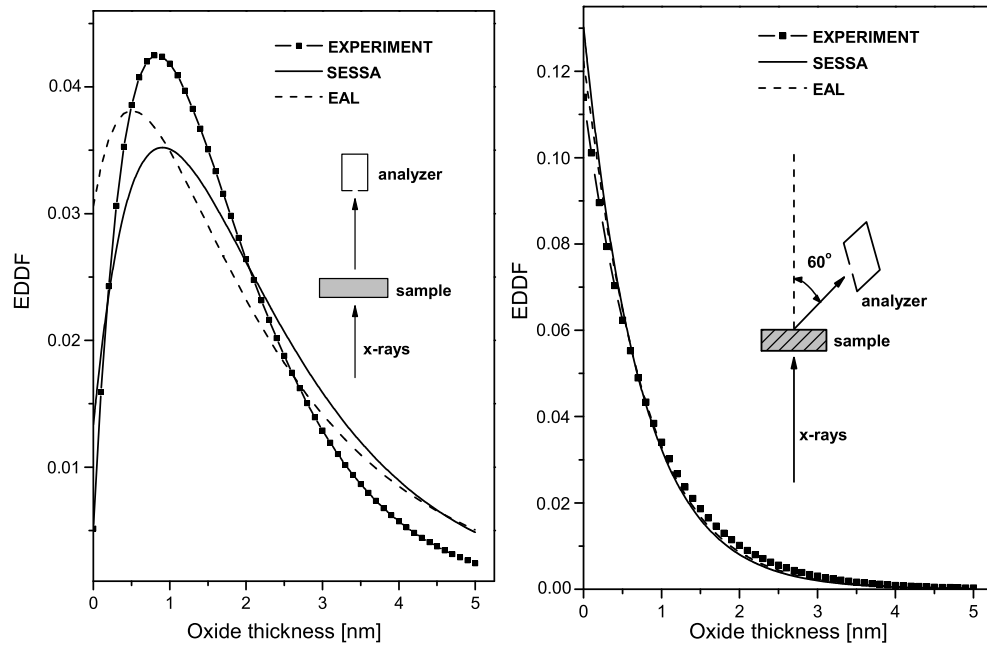 EXPERIMENT
SESSA
EAL
0.04
0.03
0.02
0.01
EDDF
analyzer
sample
x-rays
0 1 2 3 4 5
Oxide thickness [nm]
EXPERIMENT
SESSA
EAL
0.12
0.10
0.08
0.06
0.04
0.02
0.00
EDDF
60°
analyzer
sample
x-rays
0 1 2 3 4 5
Oxide thickness [nm]